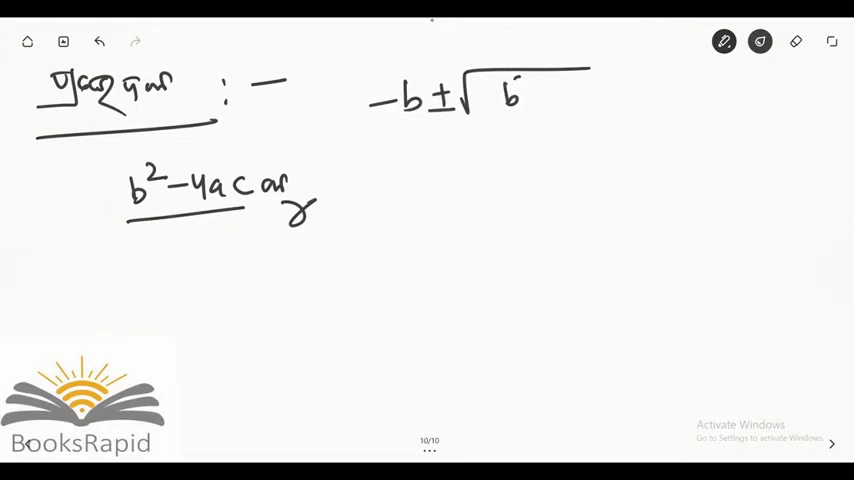 : — −b ± √ b
b² − 4ac
BooksRapid
10/10
Activate Windows
Go to Settings to activate Windows.